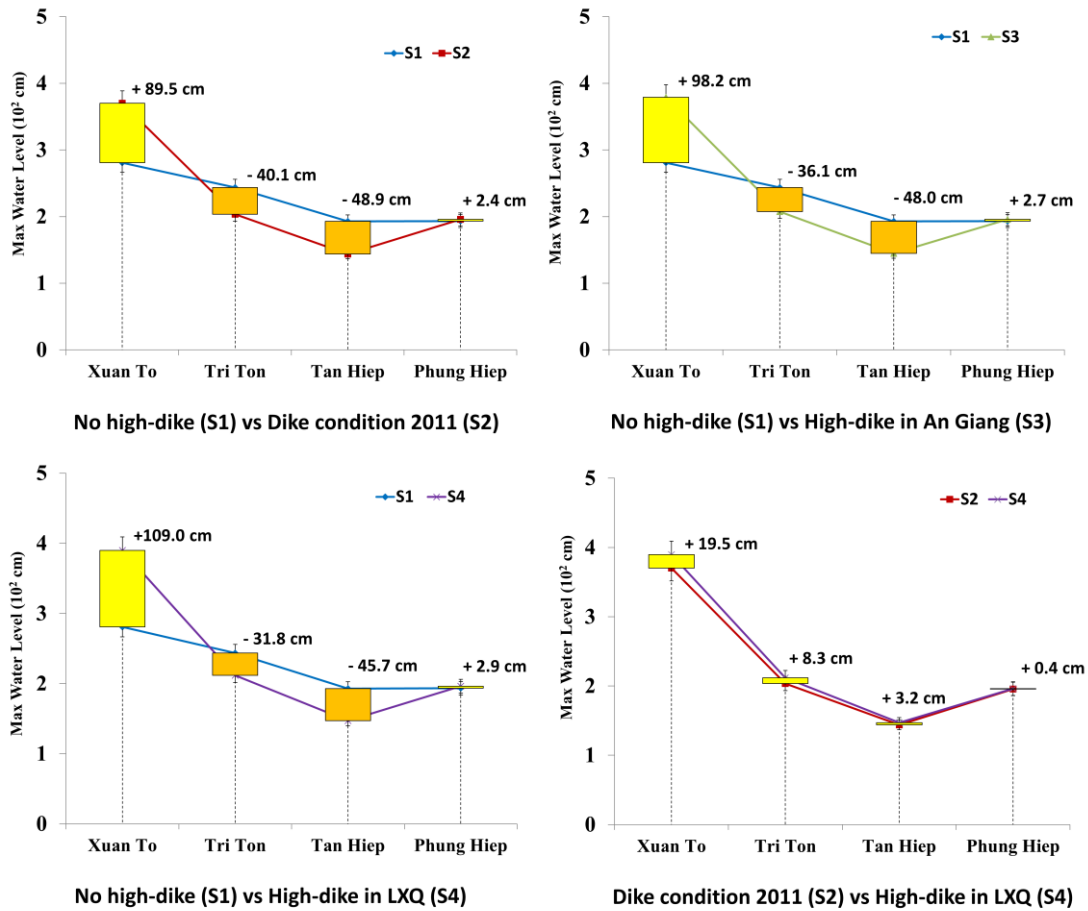 5
4
3
2
1
0
Max Water Level (10² cm)
S1 S2
+ 89.5 cm
- 40.1 cm
- 48.9 cm
+ 2.4 cm
Xuan To Tri Ton Tan Hiep Phung Hiep
No high-dike (S1) vs Dike condition 2011 (S2)
5
4
3
2
1
0
Max Water Level (10² cm)
S1 S3
+ 98.2 cm
- 36.1 cm
- 48.0 cm
+ 2.7 cm
Xuan To Tri Ton Tan Hiep Phung Hiep
No high-dike (S1) vs High-dike in An Giang (S3)
5
4
3
2
1
0
Max Water Level (10² cm)
S1 S4
+109.0 cm
- 31.8 cm
- 45.7 cm
+ 2.9 cm
Xuan To Tri Ton Tan Hiep Phung Hiep
No high-dike (S1) vs High-dike in LXQ (S4)
5
4
3
2
1
0
Max Water Level (10² cm)
S2 S4
+ 19.5 cm
+ 8.3 cm
+ 3.2 cm
+ 0.4 cm
Xuan To Tri Ton Tan Hiep Phung Hiep
Dike condition 2011 (S2) vs High-dike in LXQ (S4)